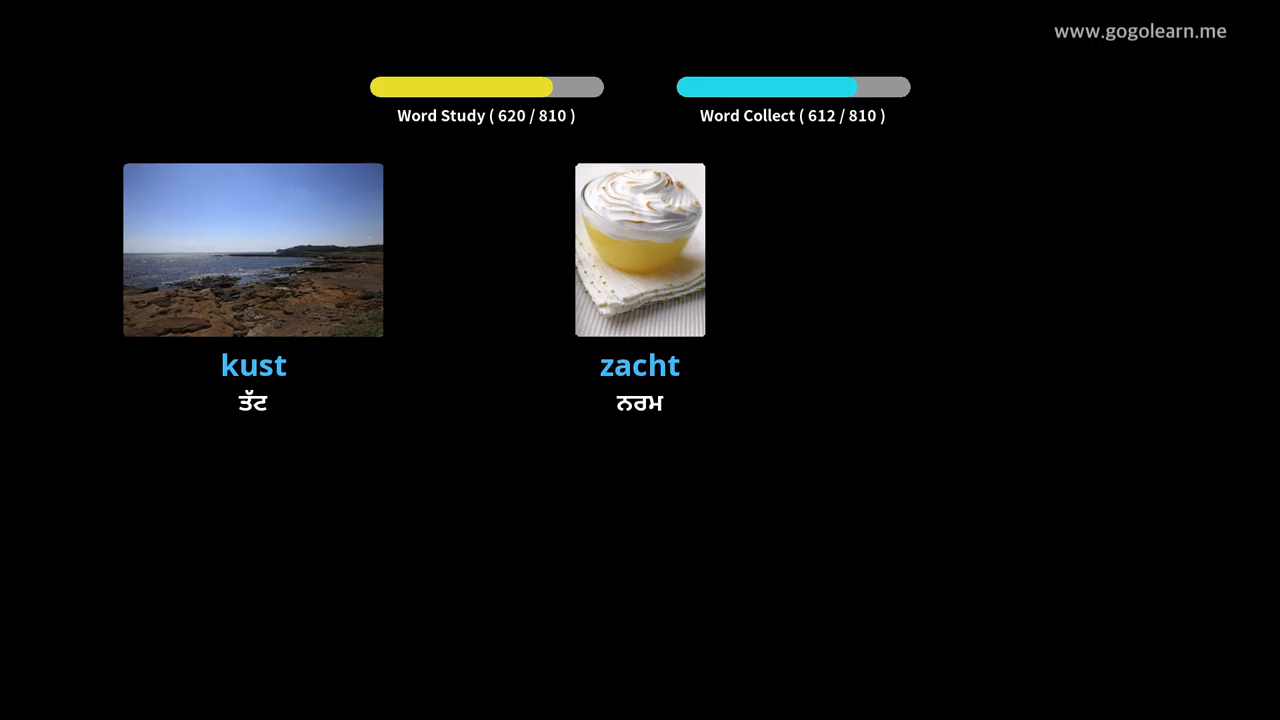 www.gogolearn.me
Word Study ( 620 / 810 )
Word Collect ( 612 / 810 )
kust
ਤੱਟ
zacht
ਨਰਮ